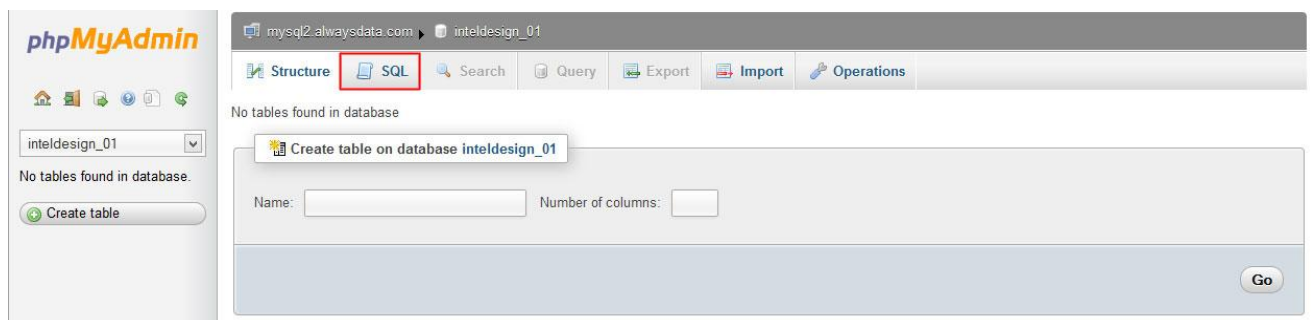 phpMyAdmin
inteldesign_01
No tables found in database.
Create table
mysql2.alwaysdata.com inteldesign_01
Structure SQL Search Query Export Import Operations
No tables found in database
Create table on database inteldesign_01
Name: Number of columns:
Go